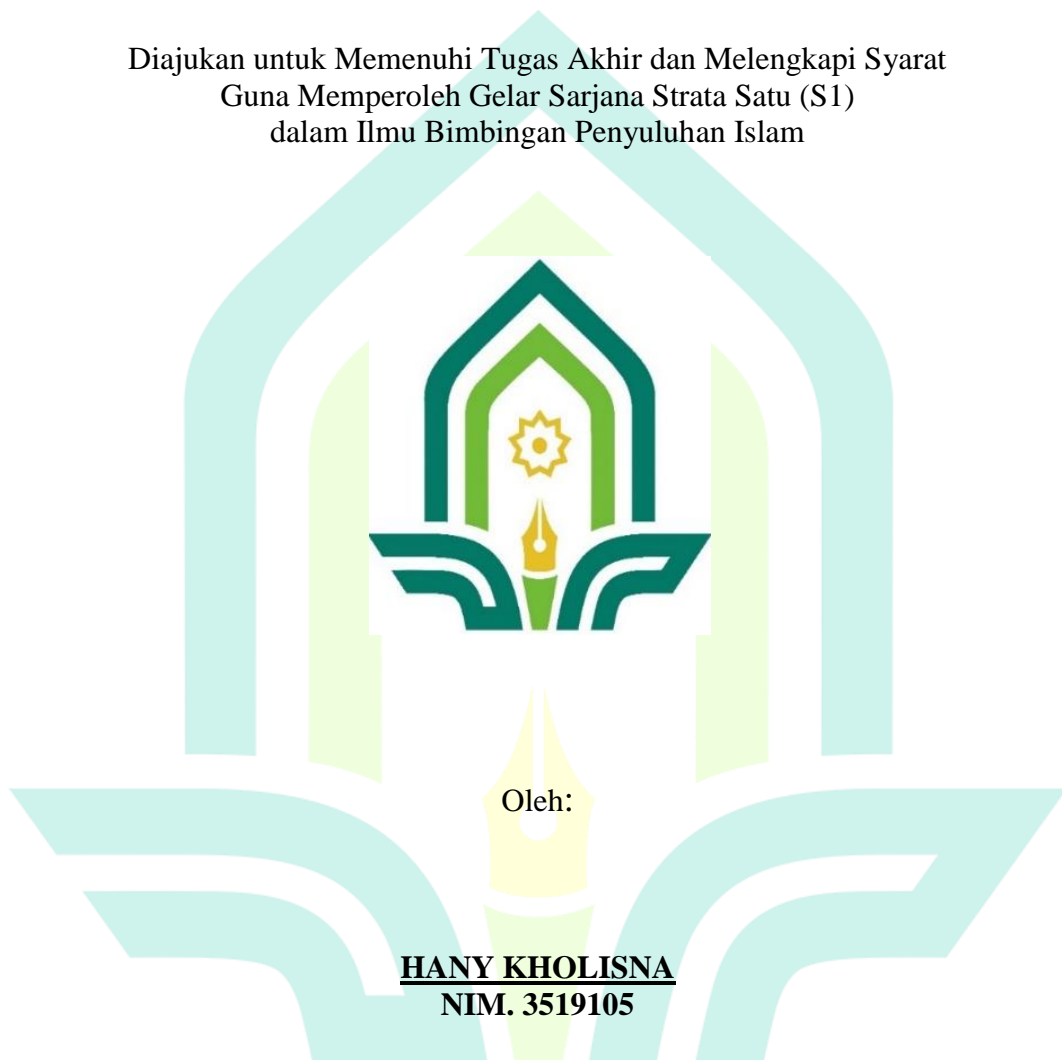 Diajukan untuk Memenuhi Tugas Akhir dan Melengkapi Syarat
Guna Memperoleh Gelar Sarjana Strata Satu (S1)
dalam Ilmu Bimbingan Penyuluhan Islam
Oleh:
HANY KHOLISNA
NIM. 3519105